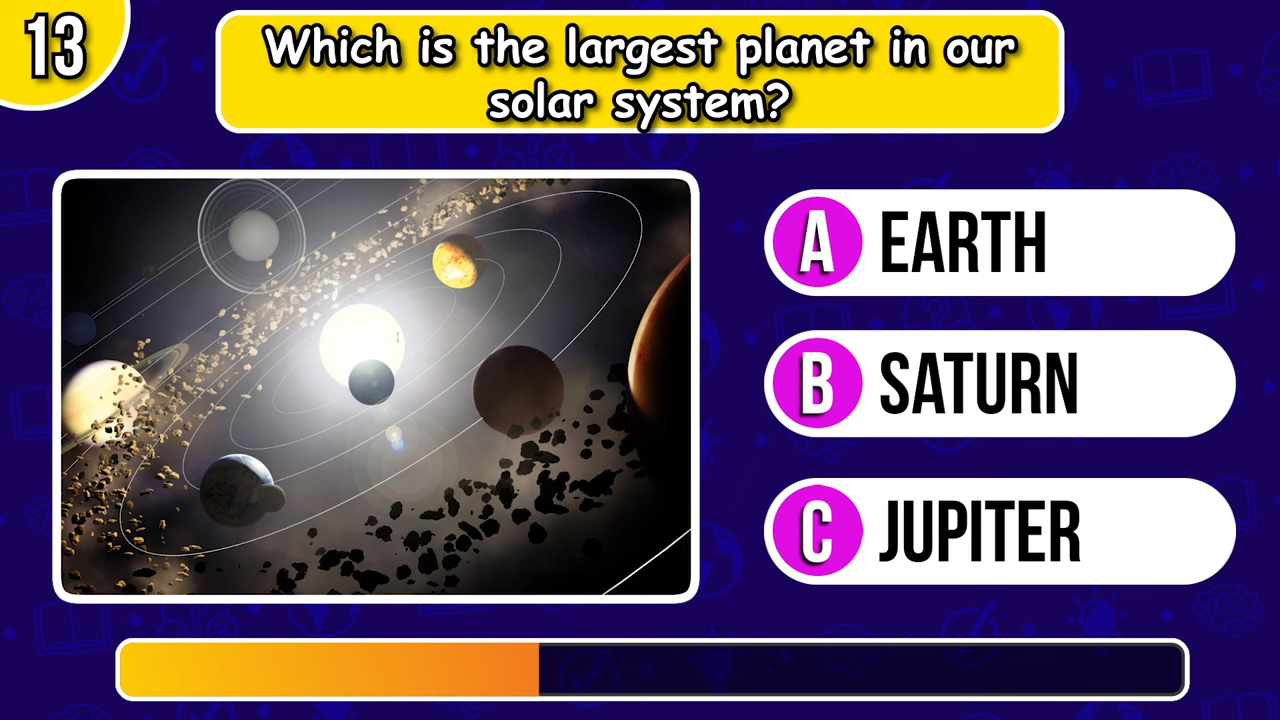 13
Which is the largest planet in our
solar system?
A EARTH
B SATURN
C JUPITER